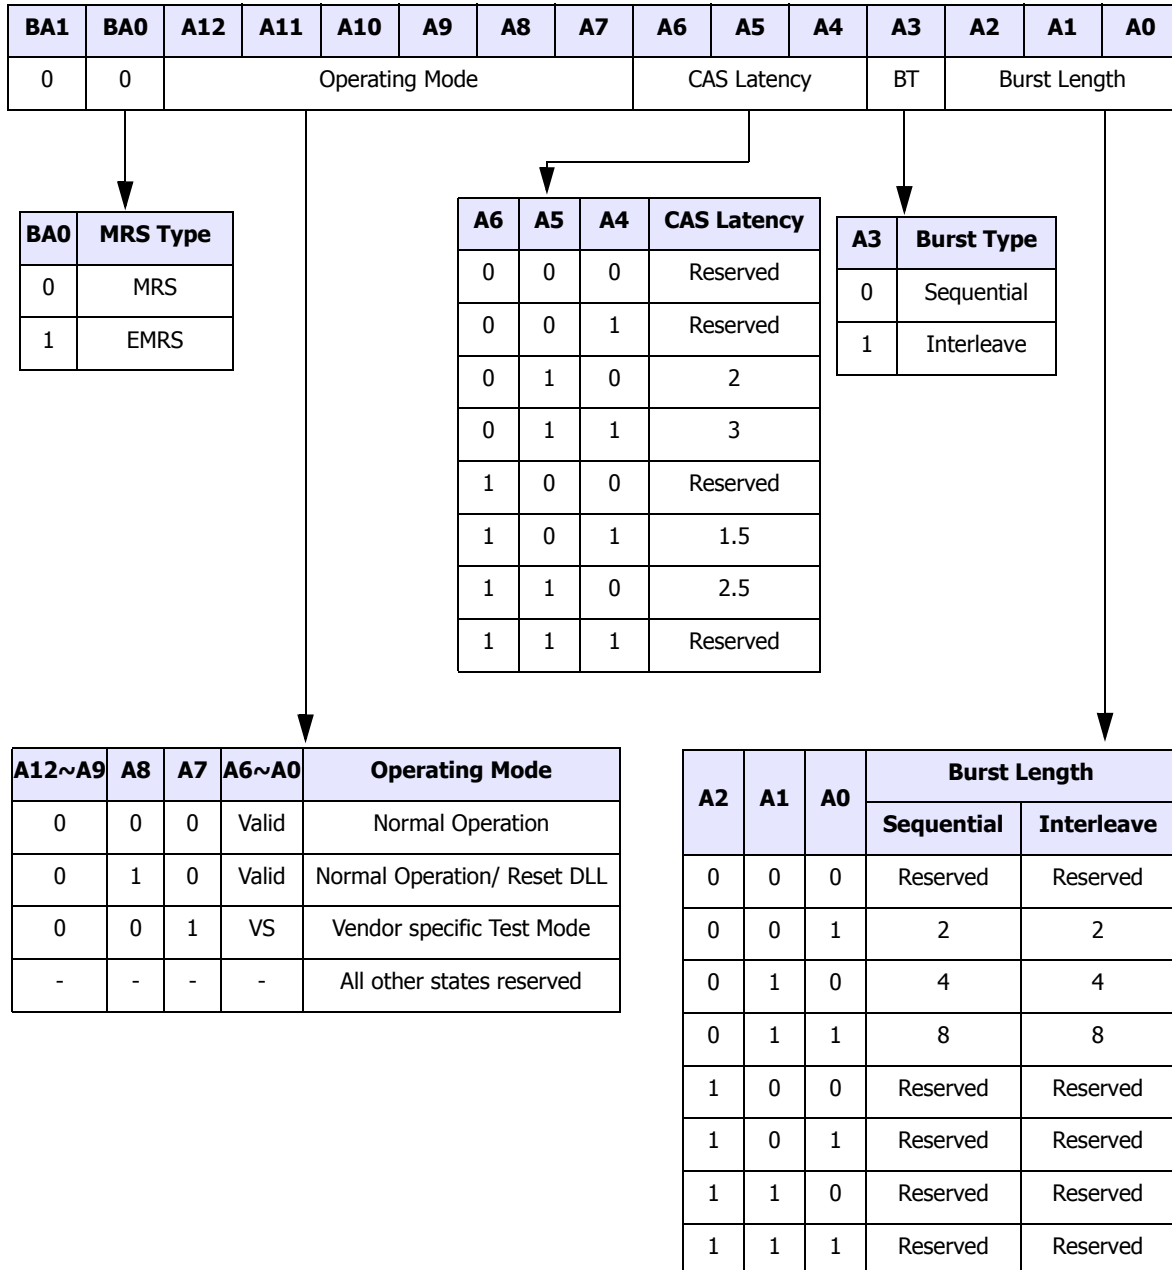 BA1 BA0 A12 A11 A10 A9 A8 A7 A6 A5 A4 A3 A2 A1 A0
0 0 Operating Mode CAS Latency BT Burst Length
BA0 MRS Type
0 MRS
1 EMRS
A6 A5 A4 CAS Latency
0 0 0 Reserved
0 0 1 Reserved
0 1 0 2
0 1 1 3
1 0 0 Reserved
1 0 1 1.5
1 1 0 2.5
1 1 1 Reserved
A3 Burst Type
0 Sequential
1 Interleave
A12~A9 A8 A7 A6~A0 Operating Mode
0 0 0 Valid Normal Operation
0 1 0 Valid Normal Operation/ Reset DLL
0 0 1 VS Vendor specific Test Mode
- - - - All other states reserved
A2 A1 A0 Burst Length
Sequential Interleave
0 0 0 Reserved Reserved
0 0 1 2 2
0 1 0 4 4
0 1 1 8 8
1 0 0 Reserved Reserved
1 0 1 Reserved Reserved
1 1 0 Reserved Reserved
1 1 1 Reserved Reserved